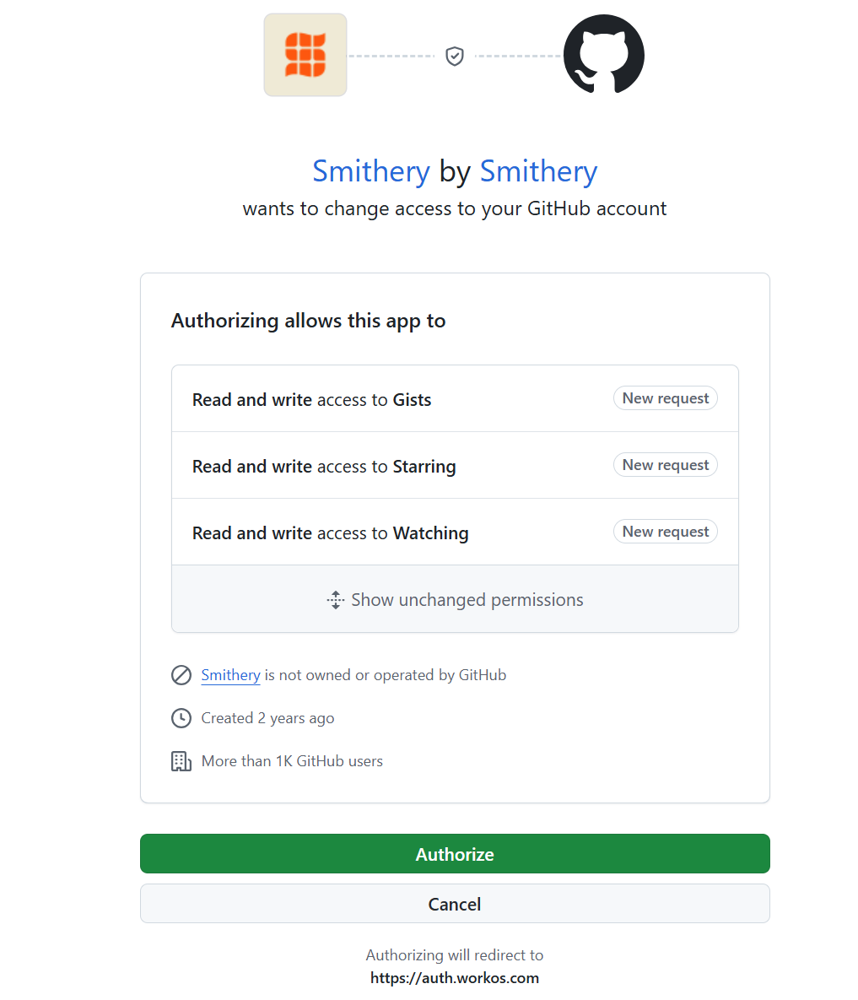 Smithery by Smithery
wants to change access to your GitHub account
Authorizing allows this app to
Read and write access to Gists
New request
Read and write access to Starring
New request
Read and write access to Watching
New request
Show unchanged permissions
Smithery is not owned or operated by GitHub
Created 2 years ago
More than 1K GitHub users
Authorize
Cancel
Authorizing will redirect to
https://auth.workos.com